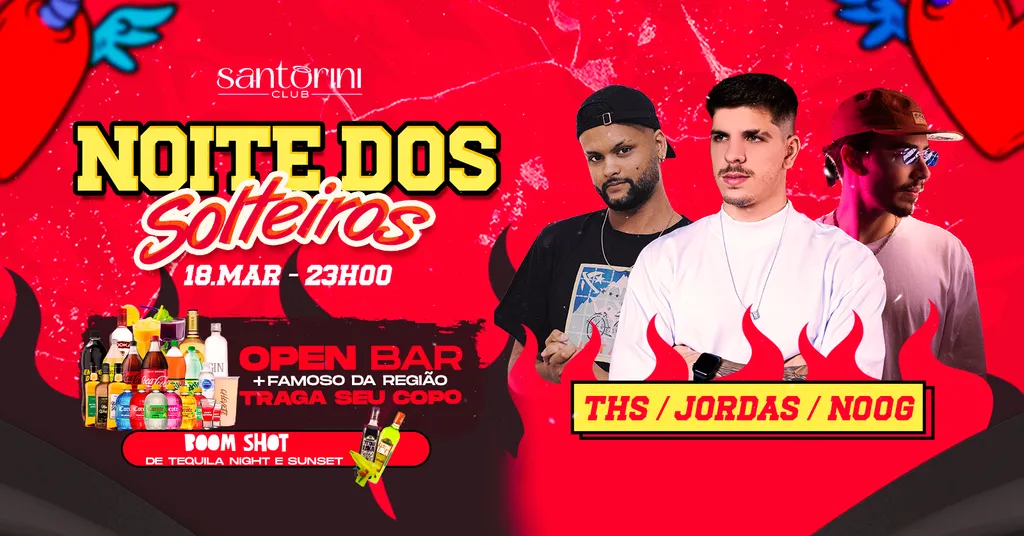 santorini
CLUB
NOITE DOS
Solteiros
18.MAR - 23H00
OPEN BAR
+FAMOSO DA REGIÃO
TRAGA SEU COPO
BOOM SHOT
DE TEQUILA NIGHT E SUNSET
THS / JORDAS / NOOG